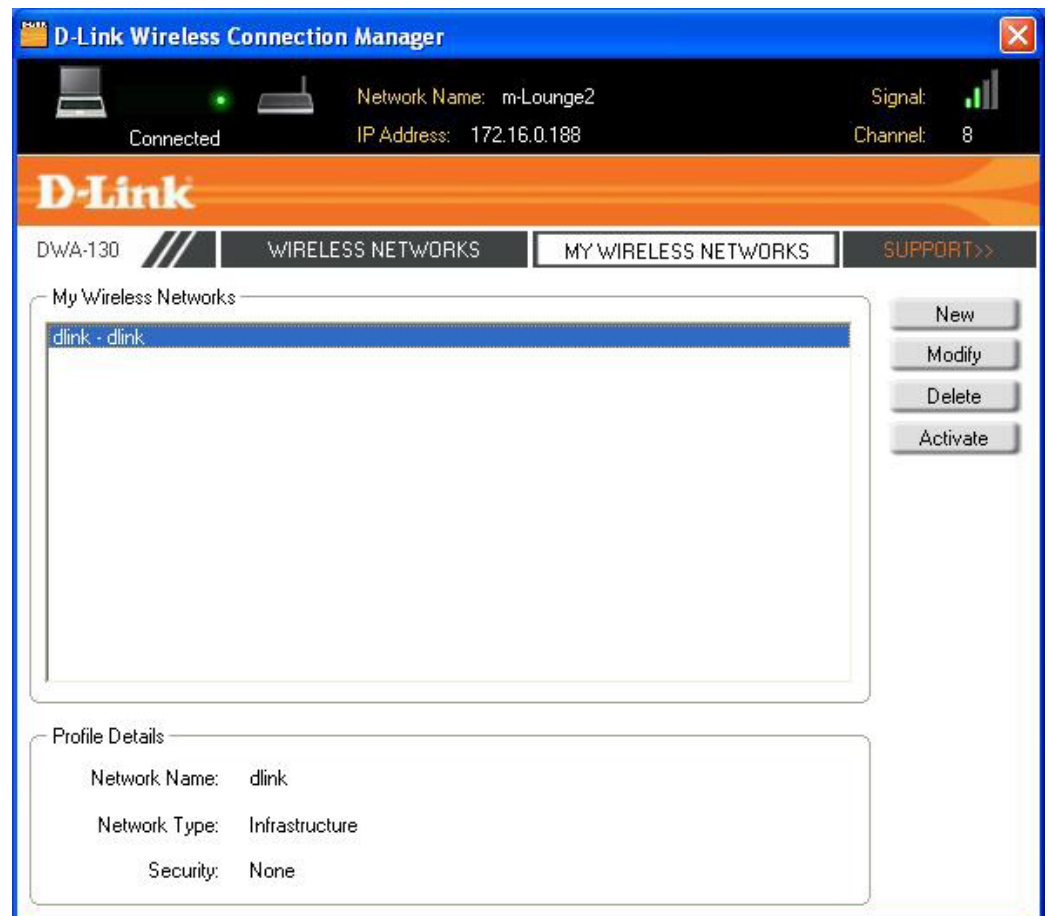 D-Link Wireless Connection Manager
Network Name: m-Lounge2 Signal:
Connected IP Address: 172.16.0.188 Channel: 8
D-Link
DWA-130 WIRELESS NETWORKS MY WIRELESS NETWORKS SUPPORT>>
My Wireless Networks
dlink - dlink
New
Modify
Delete
Activate
Profile Details
Network Name: dlink
Network Type: Infrastructure
Security: None